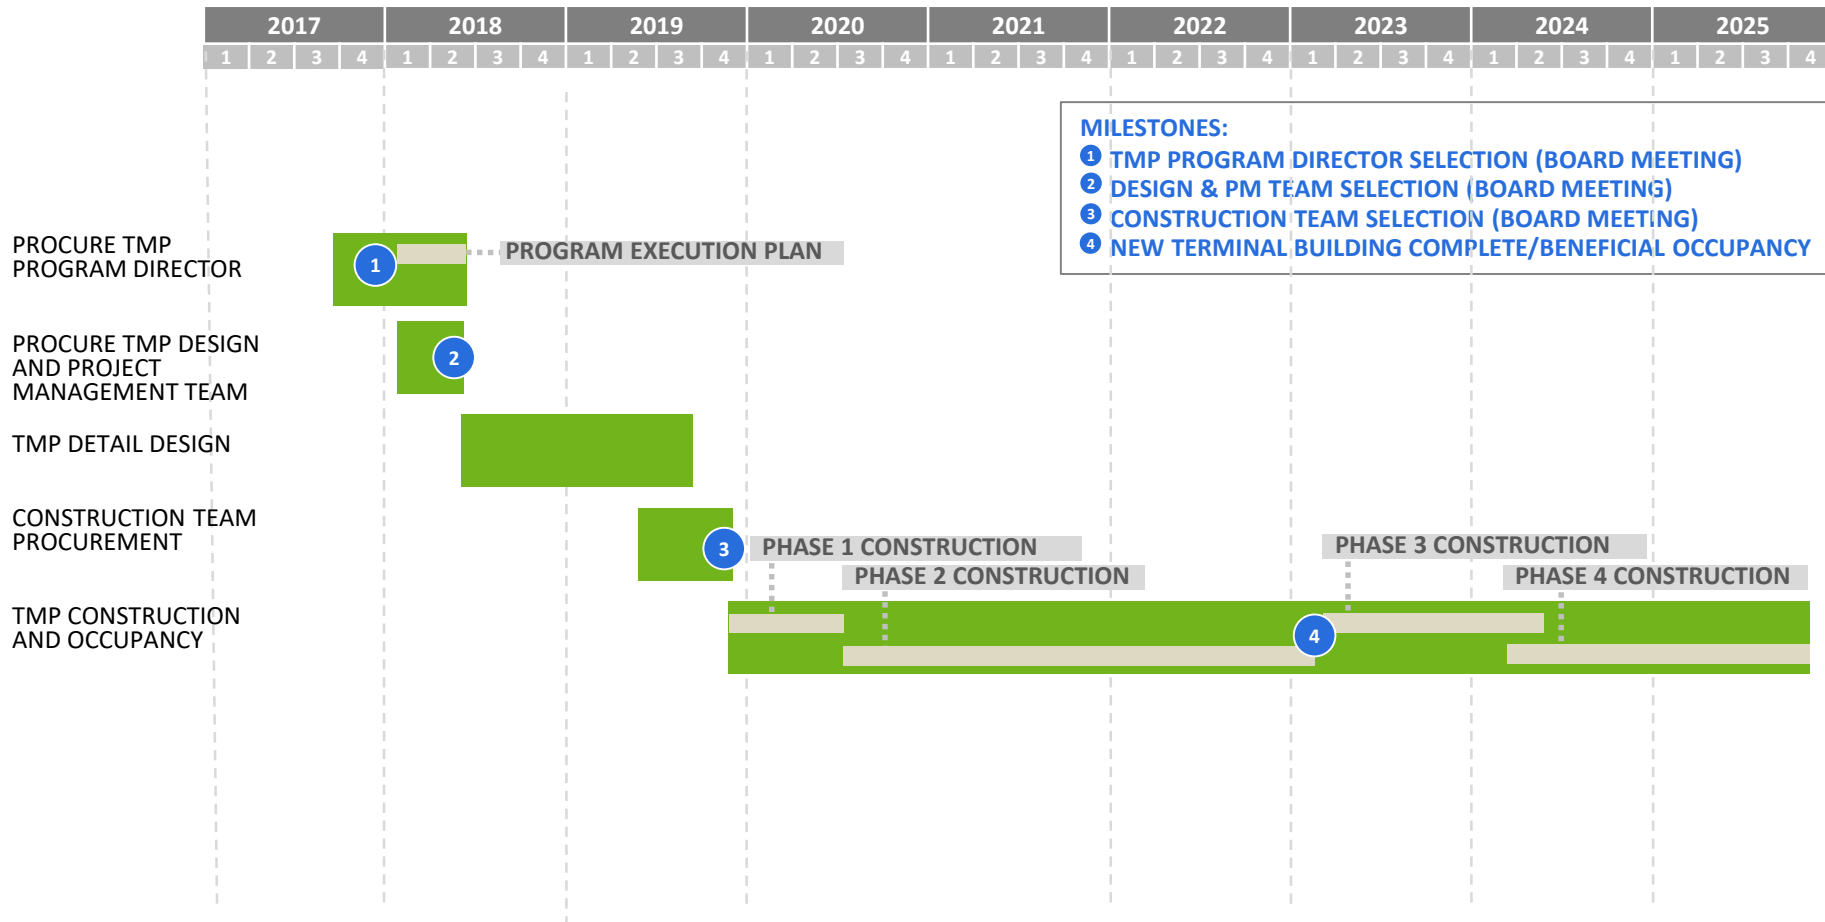 2017 2018 2019 2020 2021 2022 2023 2024 2025
1 2 3 4 1 2 3 4 1 2 3 4 1 2 3 4 1 2 3 4 1 2 3 4 1 2 3 4 1 2 3 4 1 2 3 4
MILESTONES:
1 TMP PROGRAM DIRECTOR SELECTION (BOARD MEETING)
2 DESIGN & PM TEAM SELECTION (BOARD MEETING)
3 CONSTRUCTION TEAM SELECTION (BOARD MEETING)
4 NEW TERMINAL BUILDING COMPLETE/BENEFICIAL OCCUPANCY
PROCURE TMP
PROGRAM DIRECTOR
1
PROGRAM EXECUTION PLAN
PROCURE TMP DESIGN
AND PROJECT
MANAGEMENT TEAM
2
TMP DETAIL DESIGN
CONSTRUCTION TEAM
PROCUREMENT
3
PHASE 1 CONSTRUCTION
PHASE 2 CONSTRUCTION
PHASE 3 CONSTRUCTION
PHASE 4 CONSTRUCTION
TMP CONSTRUCTION
AND OCCUPANCY
4